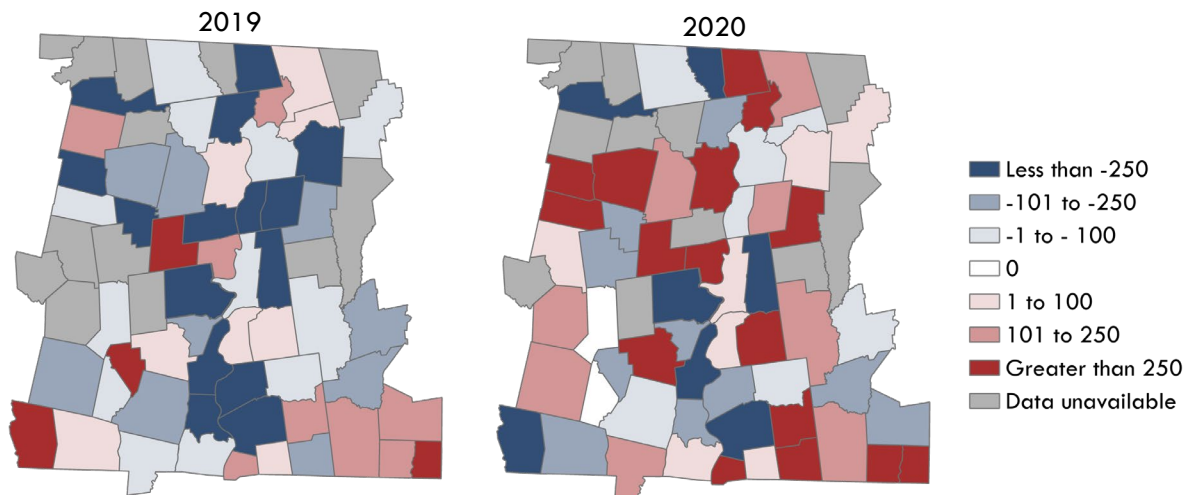 2019
2020
Less than -250
-101 to -250
-1 to - 100
0
1 to 100
101 to 250
Greater than 250
Data unavailable